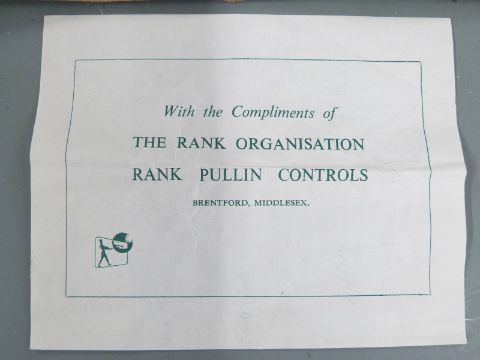 With the Compliments of
THE RANK ORGANISATION
RANK PULLIN CONTROLS
BRENTFORD, MIDDLESEX.